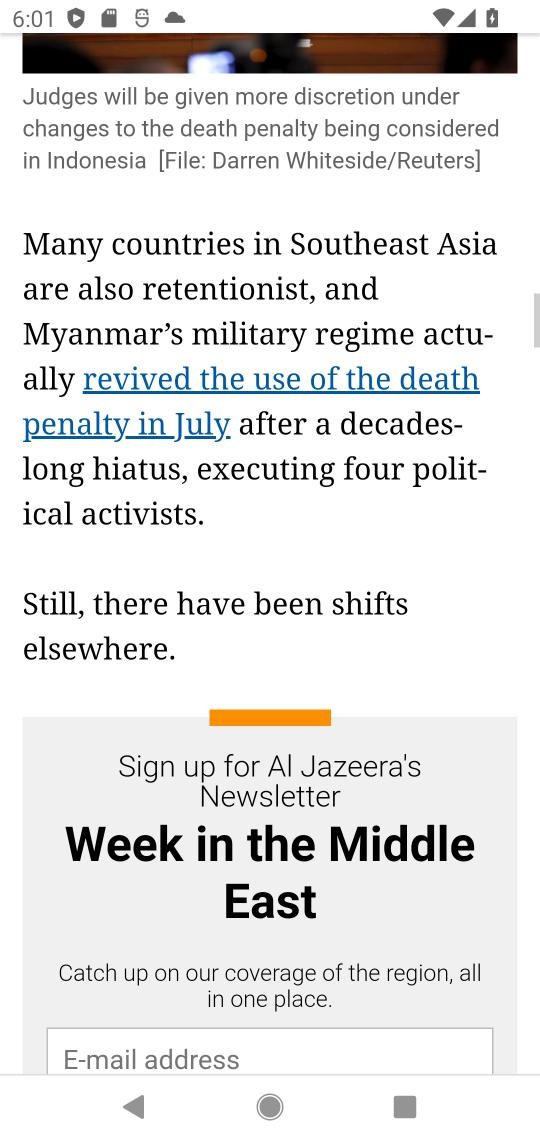 6:01
Judges will be given more discretion under
changes to the death penalty being considered
in Indonesia [File: Darren Whiteside/Reuters]
Many countries in Southeast Asia
are also retentionist, and
Myanmar’s military regime actu-
ally revived the use of the death
penalty in July after a decades-
long hiatus, executing four polit-
ical activists.
Still, there have been shifts
elsewhere.
Sign up for Al Jazeera's
Newsletter
Week in the Middle
East
Catch up on our coverage of the region, all
in one place.
E-mail address